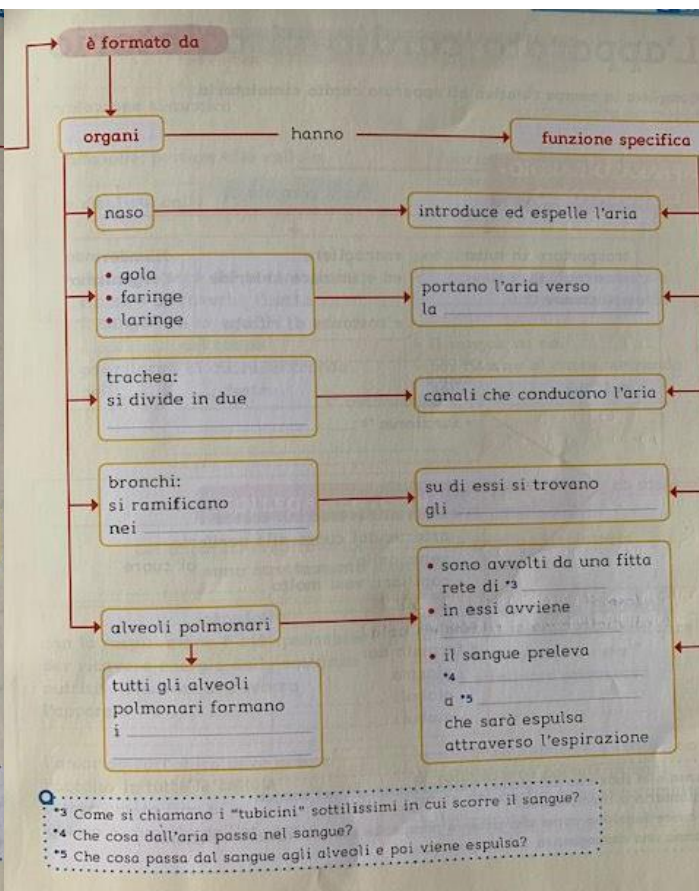 è formato da
organi
hanno
funzione specifica
naso
introduce ed espelle l'aria
• gola
• faringe
• laringe
portano l'aria verso
la
trachea:
si divide in due
canali che conducono l'aria
bronchi:
si ramificano
nei
su di essi si trovano
gli
alveoli polmonari
• sono avvolti da una fitta
rete di *3
• in essi avviene
la
• il sangue preleva
*4
a *5
che sarà espulsa
attraverso l'espirazione
tutti gli alveoli
polmonari formano
i
*3 Come si chiamano i "tubicini" sottilissimi in cui scorre il sangue?
*4 Che cosa dall'aria passa nel sangue?
*5 Che cosa passa dal sangue agli alveoli e poi viene espulsa?